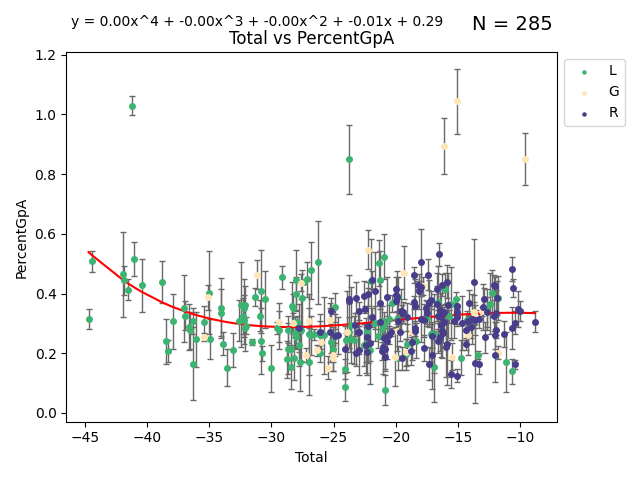 y = 0.00x^4 + -0.00x^3 + -0.00x^2 + -0.01x + 0.29
N = 285
Total vs PercentGpA
L
G
R
PercentGpA
1.2
1.0
0.8
0.6
0.4
0.2
0.0
−45 −40 −35 −30 −25 −20 −15 −10
Total